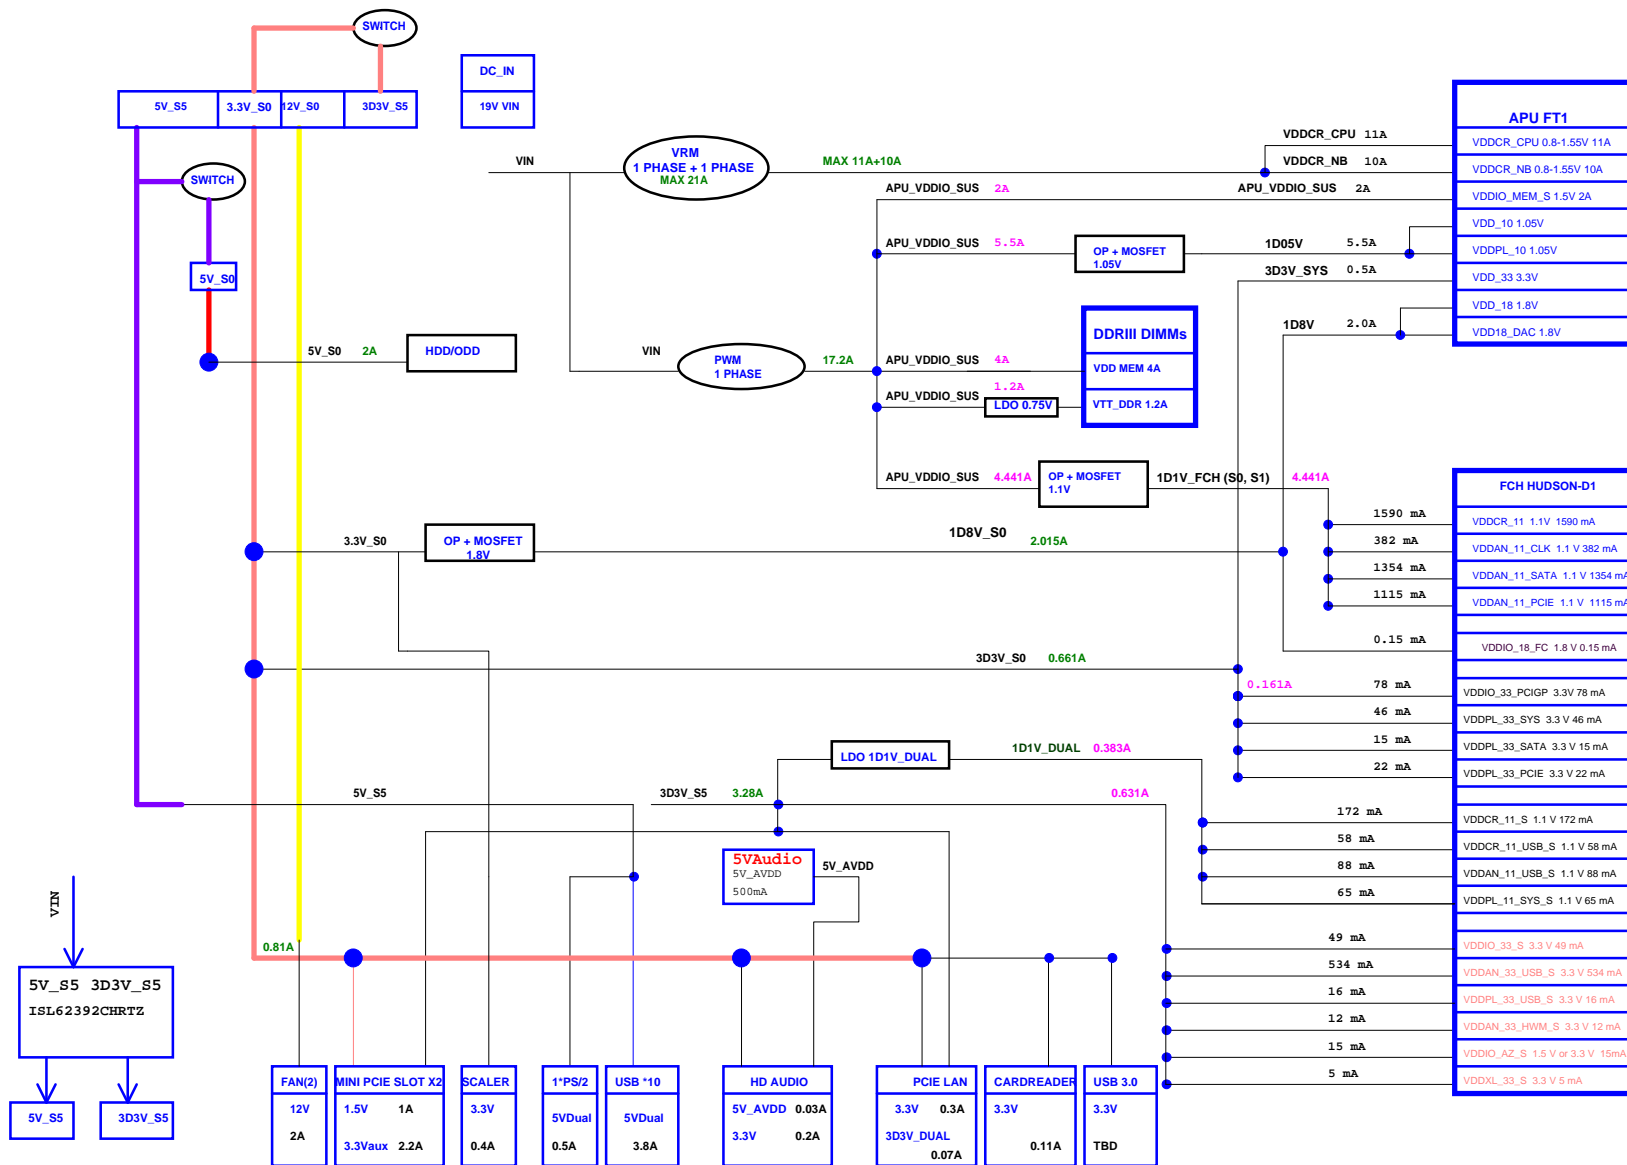 SWITCH
DC_IN
19V VIN
5V_S5
3.3V_S0
12V_S0
3D3V_S5
SWITCH
5V_S0
5V_S0 2A
HDD/ODD
VIN
VRM
1 PHASE + 1 PHASE
MAX 21A
MAX 11A+10A
VDDCR_CPU 11A
VDDCR_NB 10A
APU_VDDIO_SUS 2A
APU_VDDIO_SUS 2A
APU_VDDIO_SUS 5.5A
OP + MOSFET
1.05V
1D05V 5.5A
3D3V_SYS 0.5A
1D8V 2.0A
APU FT1
VDDCR_CPU 0.8-1.55V 11A
VDDCR_NB 0.8-1.55V 10A
VDDIO_MEM_S 1.5V 2A
VDD_10 1.05V
VDDPL_10 1.05V
VDD_33 3.3V
VDD_18 1.8V
VDD18_DAC 1.8V
VIN
PWM
1 PHASE
17.2A
APU_VDDIO_SUS 4A
APU_VDDIO_SUS 1.2A
LDO 0.75V
DDRIII DIMMs
VDD MEM 4A
VTT_DDR 1.2A
APU_VDDIO_SUS 4.441A
OP + MOSFET
1.1V
1D1V_FCH (S0, S1) 4.441A
3.3V_S0
OP + MOSFET
1.8V
1D8V_S0
2.015A
3D3V_S0 0.661A
0.161A
1590 mA
382 mA
1354 mA
1115 mA
0.15 mA
78 mA
46 mA
15 mA
22 mA
172 mA
58 mA
88 mA
65 mA
49 mA
534 mA
16 mA
12 mA
15 mA
5 mA
FCH HUDSON-D1
VDDCR_11 1.1V 1590 mA
VDDAN_11_CLK 1.1 V 382 mA
VDDAN_11_SATA 1.1 V 1354 mA
VDDAN_11_PCIE 1.1 V 1115 mA
VDDIO_18_FC 1.8 V 0.15 mA
VDDIO_33_PCIGP 3.3V 78 mA
VDDPL_33_SYS 3.3 V 46 mA
VDDPL_33_SATA 3.3 V 15 mA
VDDPL_33_PCIE 3.3 V 22 mA
VDDCR_11_S 1.1 V 172 mA
VDDCR_11_USB_S 1.1 V 58 mA
VDDAN_11_USB_S 1.1 V 88 mA
VDDPL_11_SYS_S 1.1 V 65 mA
VDDIO_33_S 3.3 V 49 mA
VDDAN_33_USB_S 3.3 V 534 mA
VDDPL_33_USB_S 3.3 V 16 mA
VDDAN_33_HWM_S 3.3 V 12 mA
VDDIO_AZ_S 1.5 V or 3.3 V 15mA
VDDXL_33_S 3.3 V 5 mA
LDO 1D1V_DUAL
1D1V_DUAL 0.383A
5V_S5
3D3V_S5 3.28A
0.631A
5VAudio
5V_AVDD
500mA
5V_AVDD
0.81A
VIN
5V_S5 3D3V_S5
ISL62392CHRTZ
5V_S5
3D3V_S5
FAN(2)
12V
2A
MINI PCIE SLOT X2
1.5V 1A
3.3Vaux 2.2A
SCALER
3.3V
0.4A
1*PS/2
5VDual
0.5A
USB *10
5VDual
3.8A
HD AUDIO
5V_AVDD 0.03A
3.3V 0.2A
PCIE LAN
3.3V 0.3A
3D3V_DUAL
0.07A
CARDREADER
3.3V
0.11A
USB 3.0
3.3V
TBD